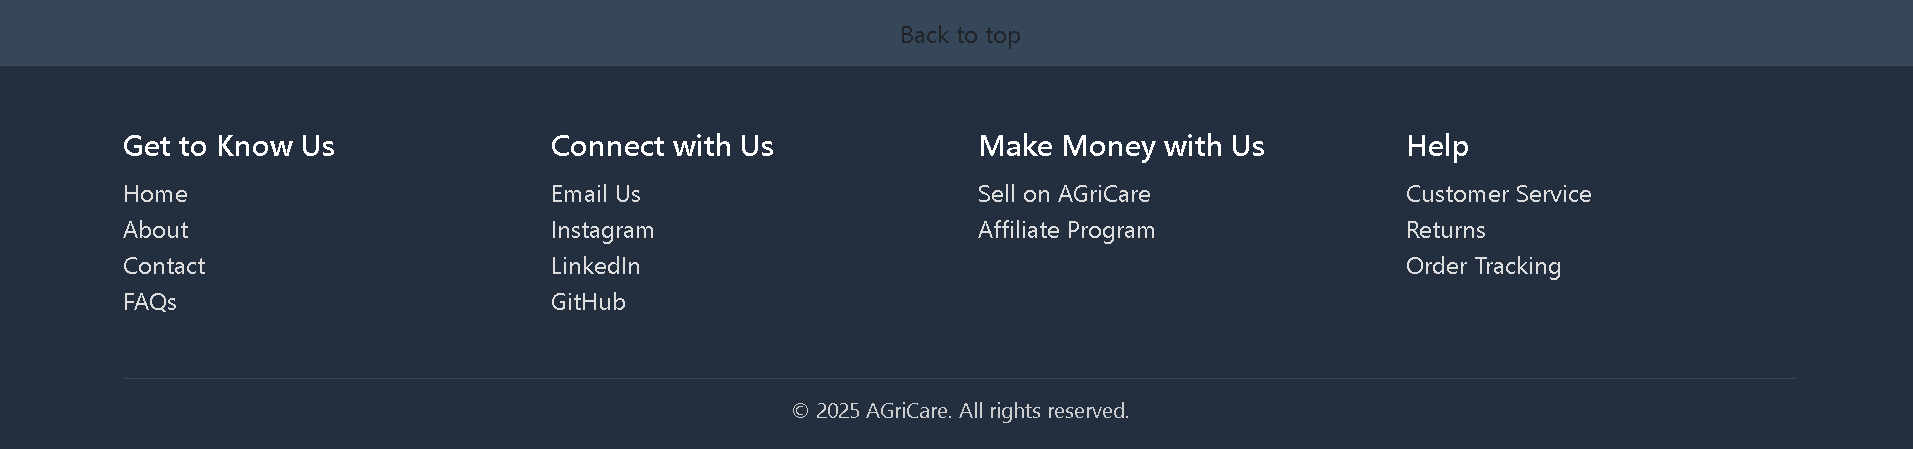 Back to top
Get to Know Us
Home
About
Contact
FAQs
Connect with Us
Email Us
Instagram
LinkedIn
GitHub
Make Money with Us
Sell on AGriCare
Affiliate Program
Help
Customer Service
Returns
Order Tracking
© 2025 AGriCare. All rights reserved.